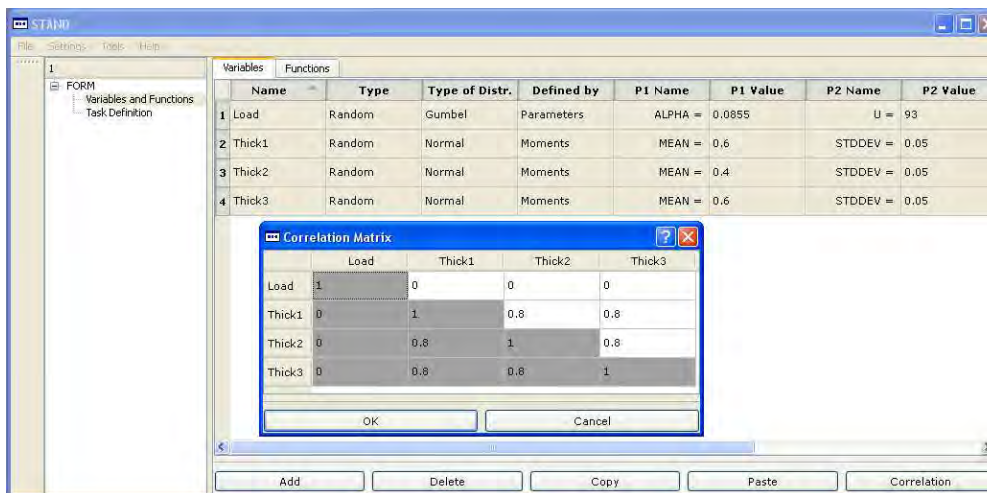 STAND
File Settings Tools Help
1
FORM
Variables and Functions
Task Definition
Variables Functions
Name Type Type of Distr. Defined by P1 Name P1 Value P2 Name P2 Value
1 Load Random Gumbel Parameters ALPHA = 0.0855 U = 93
2 Thick1 Random Normal Moments MEAN = 0.6 STDDEV = 0.05
3 Thick2 Random Normal Moments MEAN = 0.4 STDDEV = 0.05
4 Thick3 Random Normal Moments MEAN = 0.6 STDDEV = 0.05
Correlation Matrix
Load Thick1 Thick2 Thick3
Load 1 0 0 0
Thick1 0 1 0.8 0.8
Thick2 0 0.8 1 0.8
Thick3 0 0.8 0.8 1
OK Cancel
Add Delete Copy Paste Correlation